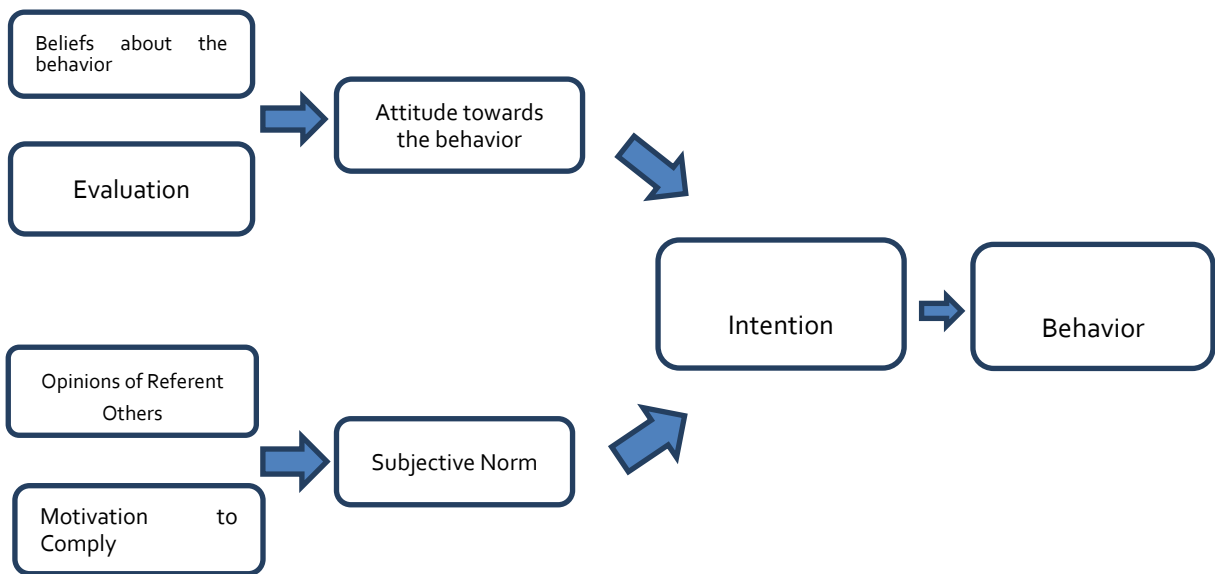 Beliefs about the
behavior
Evaluation
Attitude towards
the behavior
Opinions of Referent
Others
Motivation to
Comply
Subjective Norm
Intention
Behavior